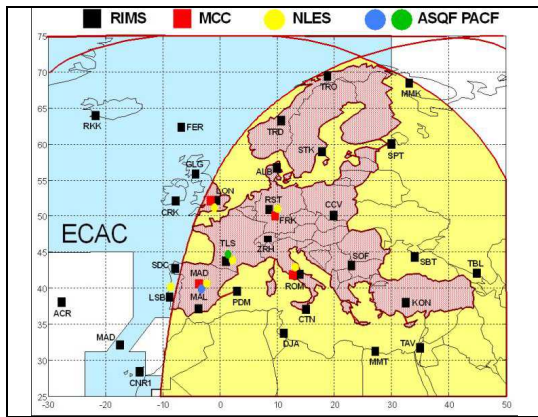 RIMS MCC NLES ASQF PACF
75
70
TRO
MMK
65
RKK
FER
TRD
STK
SPT
60
GLG
ALB
55
CRK
LON
RST
FRK
CCV
50
ECAC
ZRH
TLS
45
SDC
MAD
SOF
SBT
TBL
40
LSB
MAL
PDM
ROM
KON
ACR
CTN
35
MAD
DJA
MMT
TAV
30
CNR1
25
-30 -20 -10 0 10 20 30 40 50